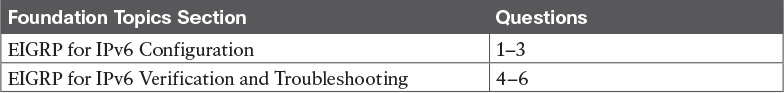 Foundation Topics Section Questions
EIGRP for IPv6 Configuration 1–3
EIGRP for IPv6 Verification and Troubleshooting 4–6